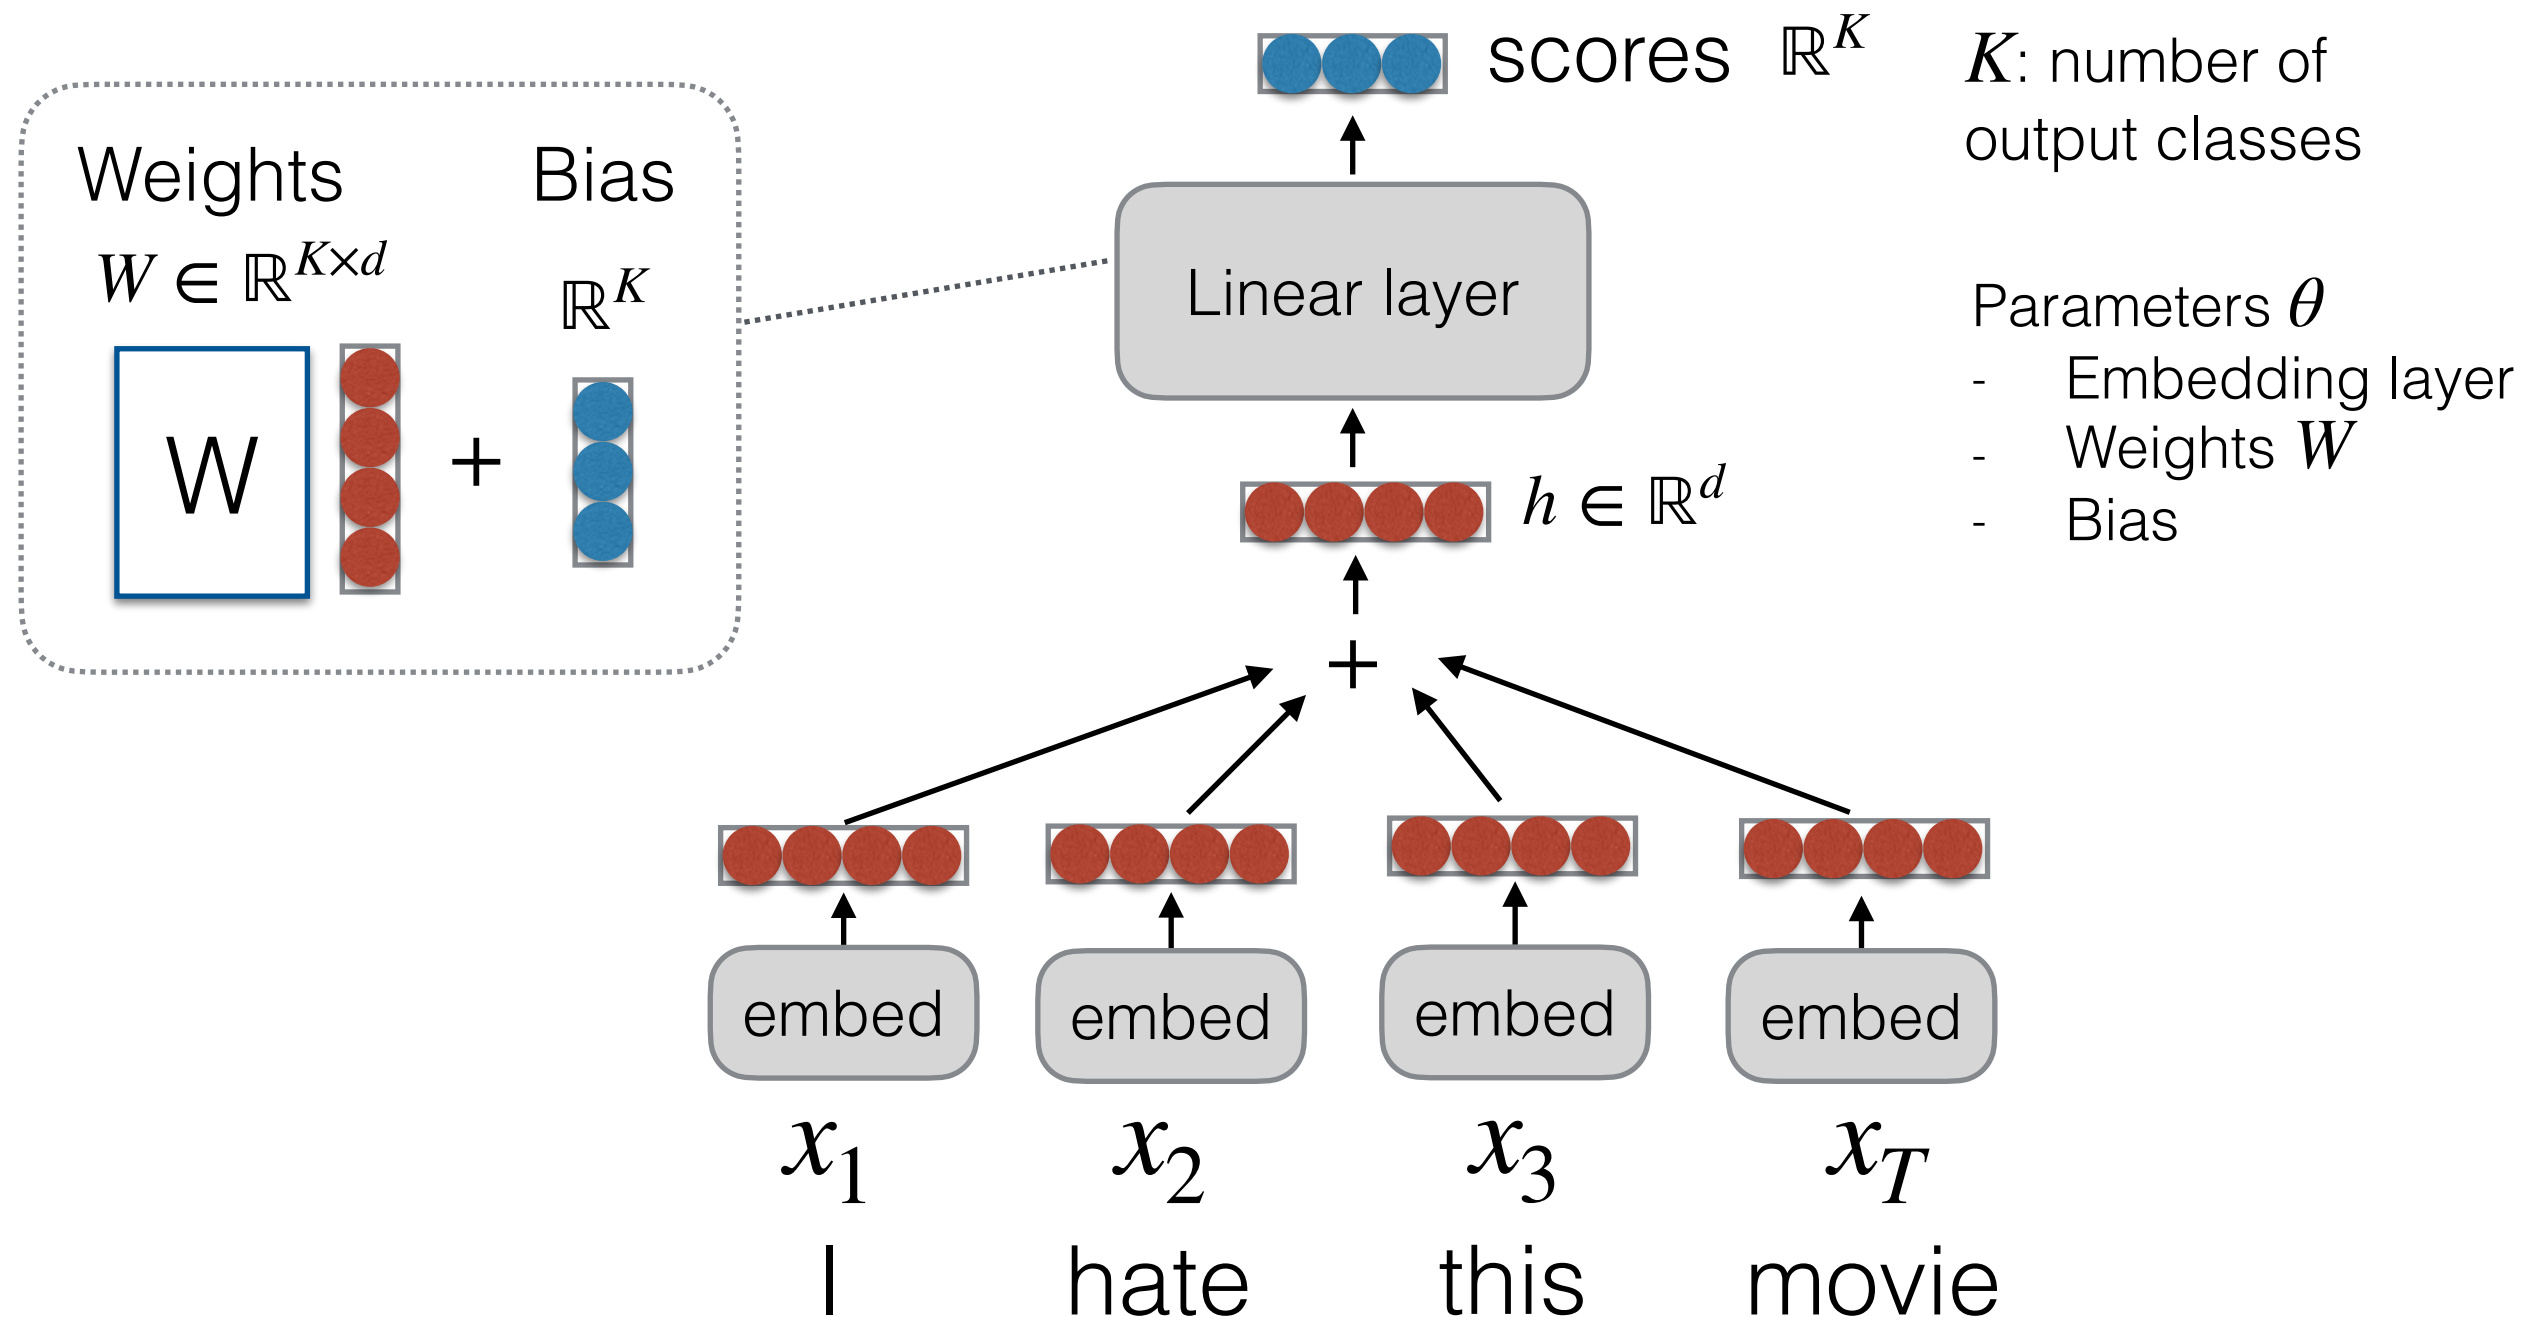 scores ℝ^K
K: number of
output classes
Weights Bias
W ∈ ℝ^{K×d}
ℝ^K
W
+
Linear layer
Parameters θ
- Embedding layer
- Weights W
- Bias
h ∈ ℝ^d
+
embed embed embed embed
x_1 x_2 x_3 x_T
I hate this movie